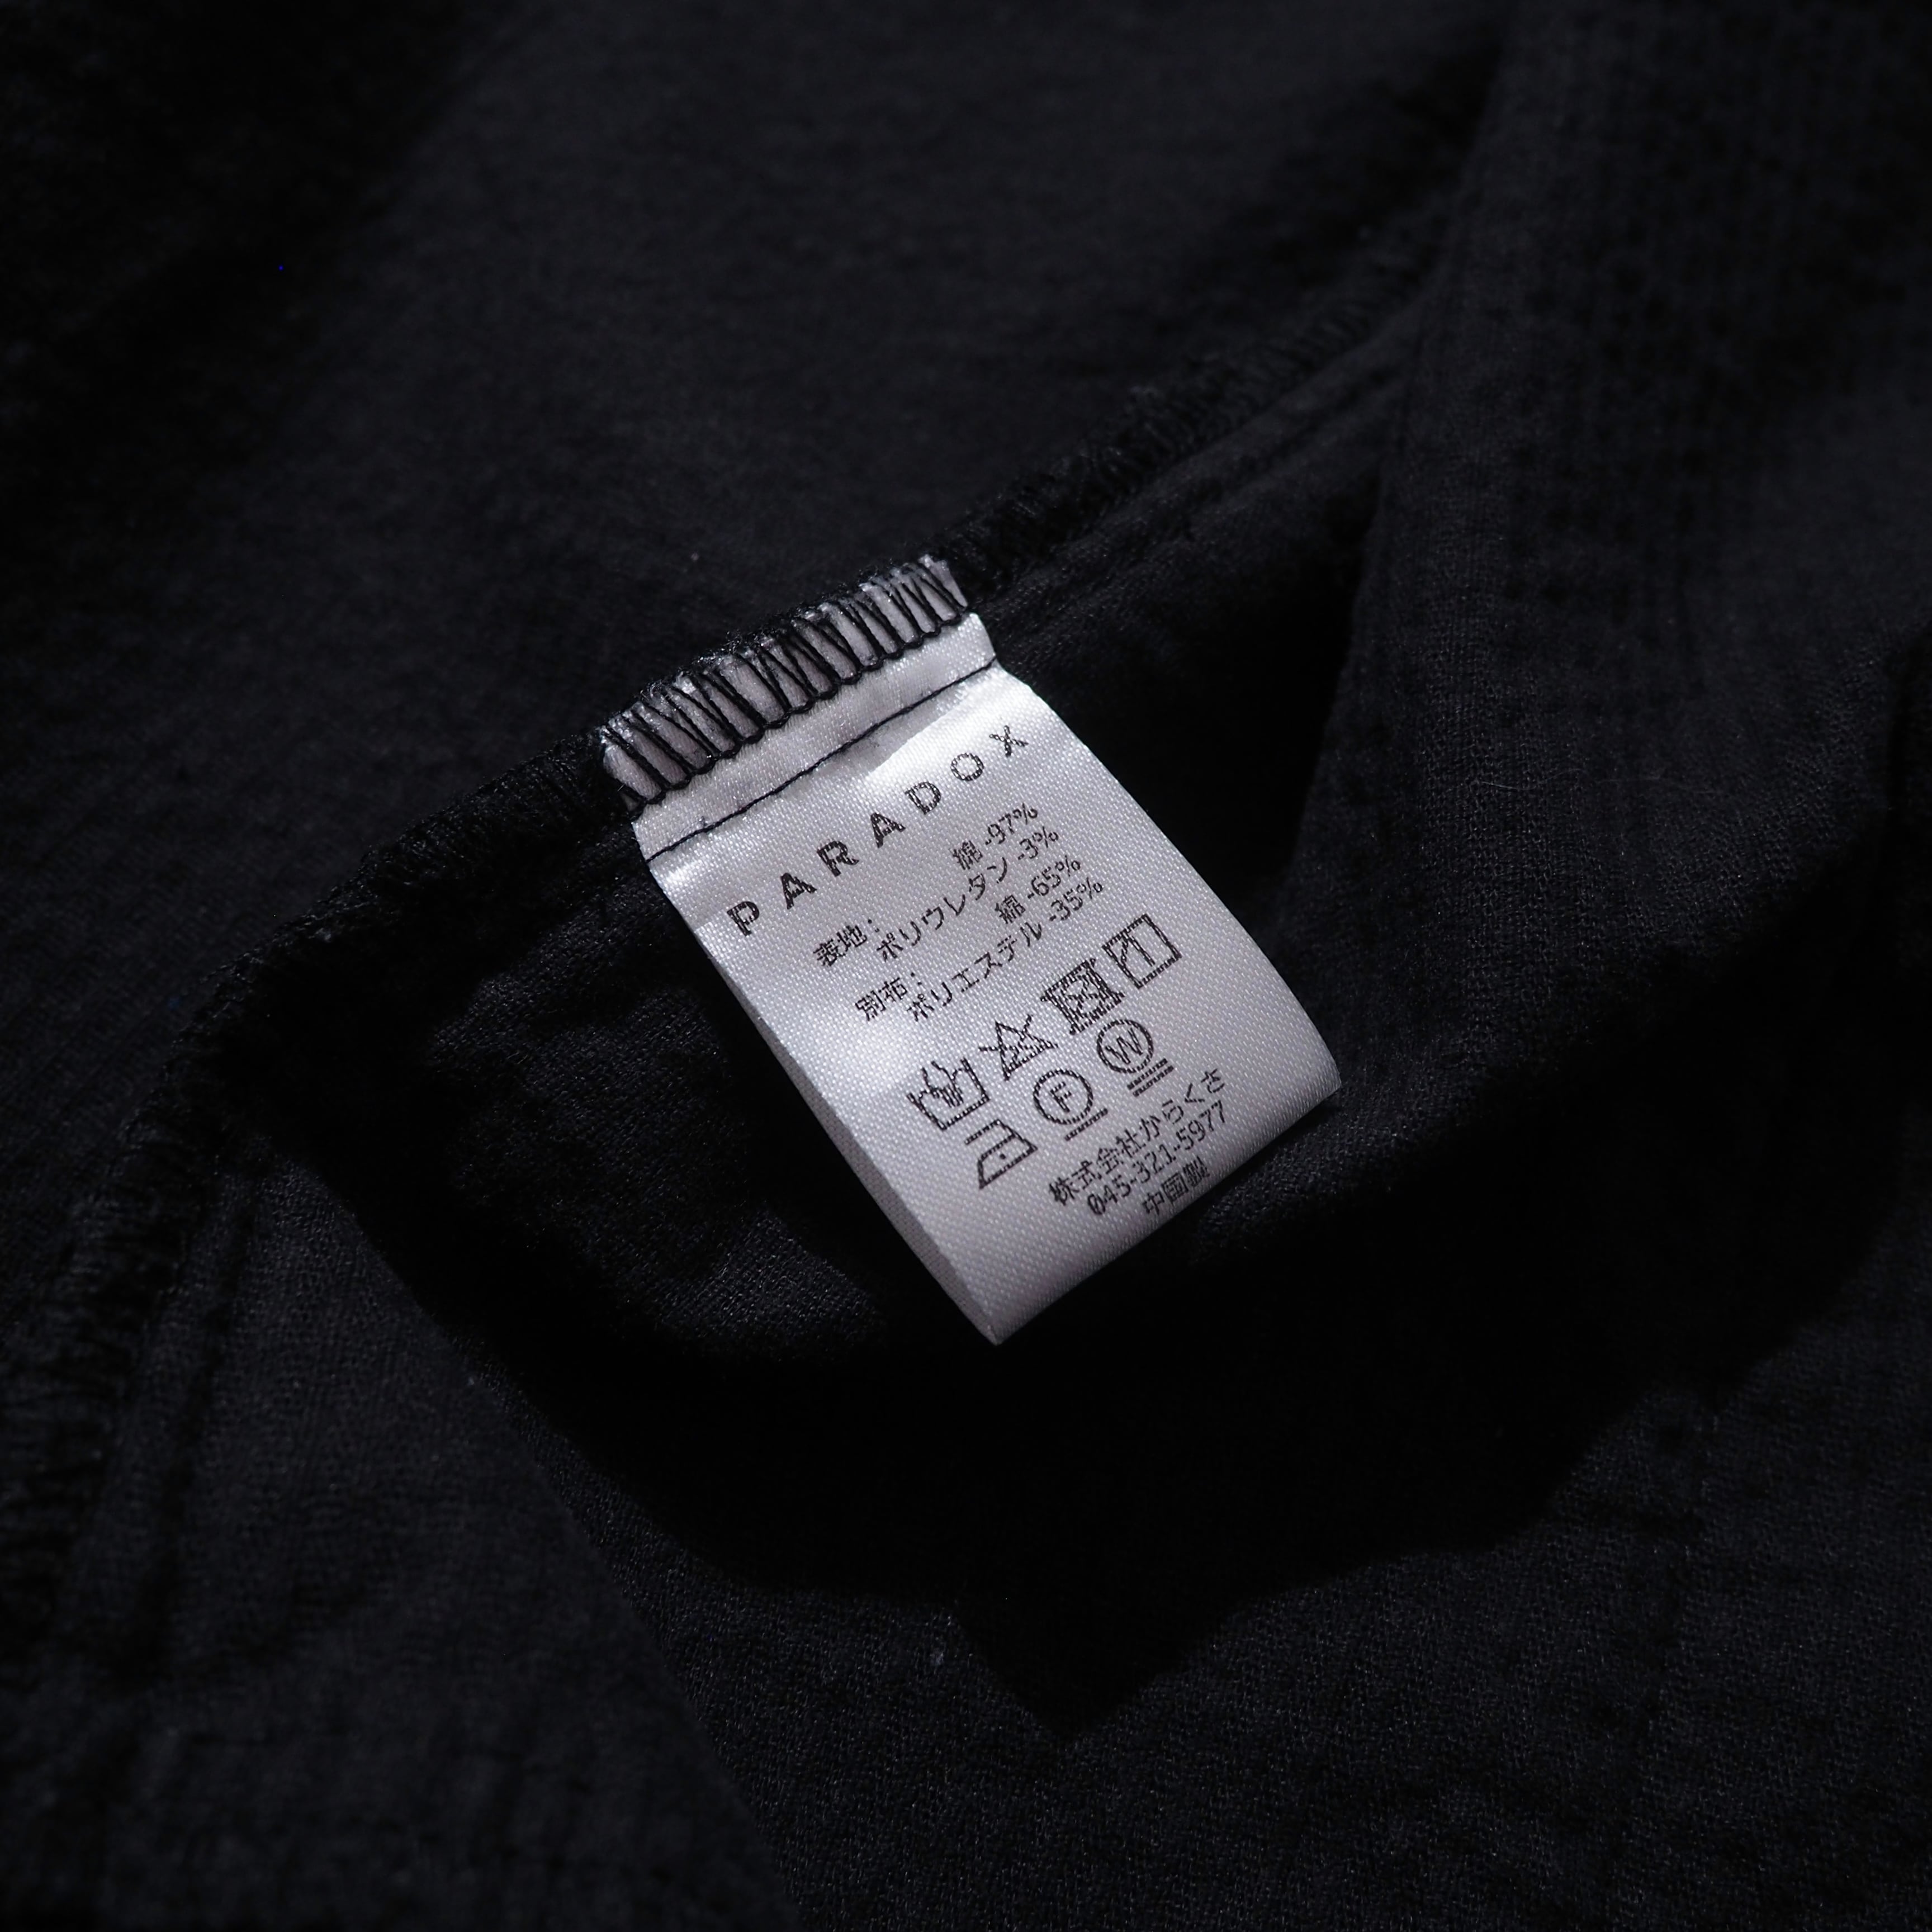 PARADOX
表地: 綿 -97%
ポリウレタン -3%
別布: 綿 -65%
ポリエステル -35%
F W
株式会社からくさ
045-321-5977
中国製